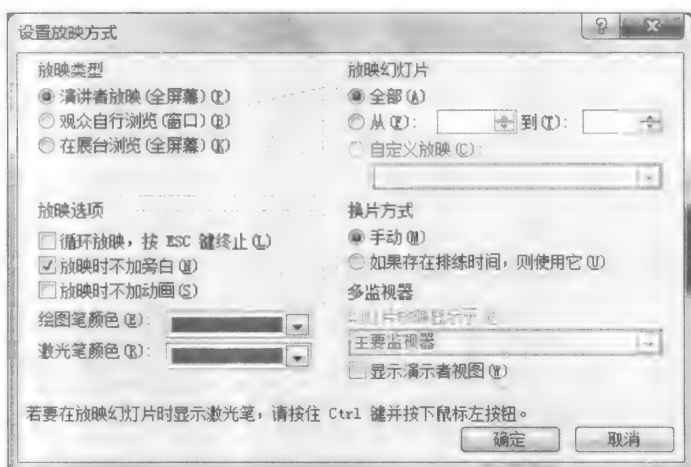 设置放映方式
放映类型
演讲者放映(全屏幕)(P)
观众自行浏览(窗口)(B)
在展台浏览(全屏幕)(K)
放映选项
循环放映，按 ESC 键终止(L)
放映时不加旁白(N)
放映时不加动画(S)
绘图笔颜色(E):
激光笔颜色(R):
放映幻灯片
全部(A)
从(F): 到(T):
自定义放映(C):
换片方式
手动(M)
如果存在排练时间，则使用它(U)
多监视器
主要监视器
显示演示者视图(W)
若要在放映幻灯片时显示激光笔，请按住 Ctrl 键并按下鼠标左按钮。
确定 取消